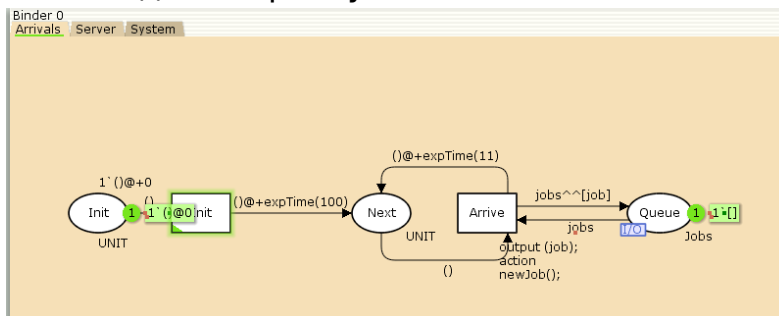 Binder 0
Arrivals Server System
()@+expTime(11)
1`()@+0
jobs^^[job]
()
()@+expTime(100)
Init 1 1`()@0 Init Next Arrive Queue 1 1`[]
jobs
I/O
UNIT UNIT Jobs
output (job);
action
()
newJob();